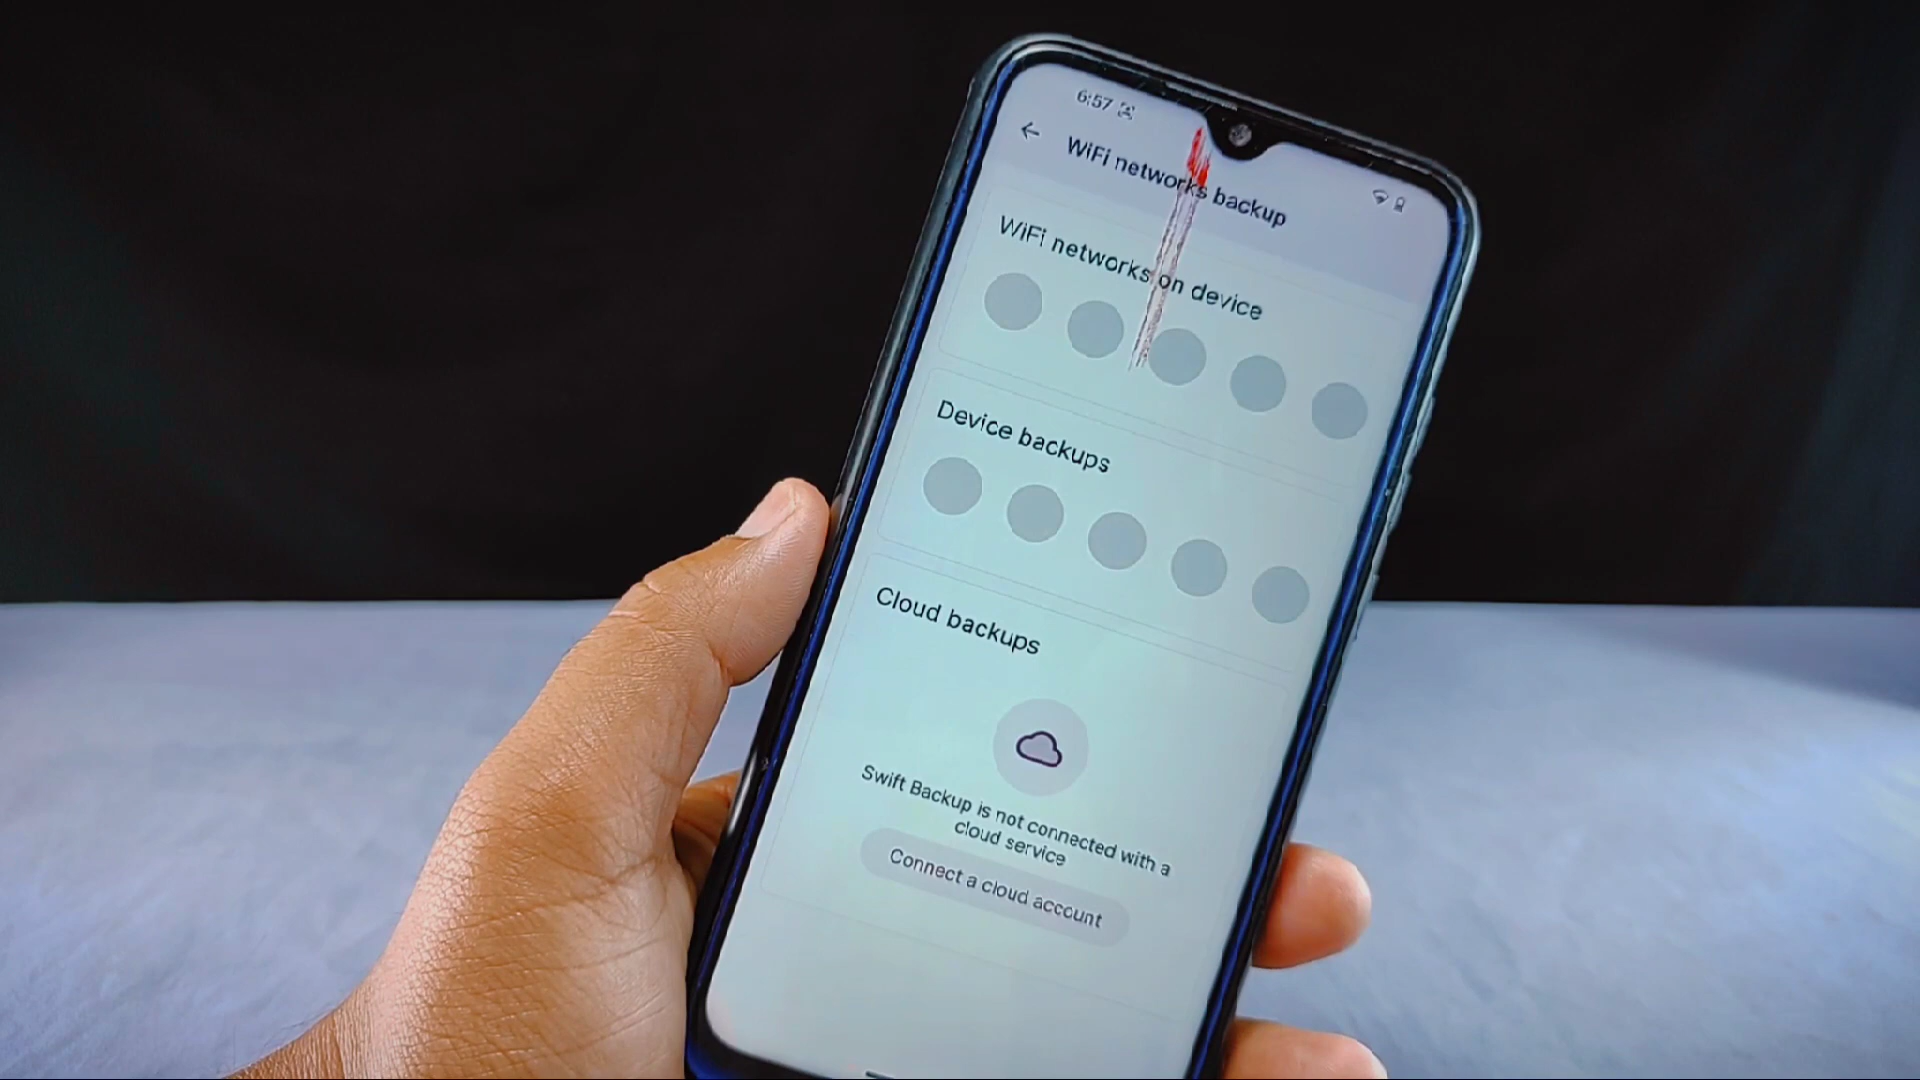 6:57
WiFi networks backup
WiFi networks on device
Device backups
Cloud backups
Swift Backup is not connected with a
cloud service
Connect a cloud account